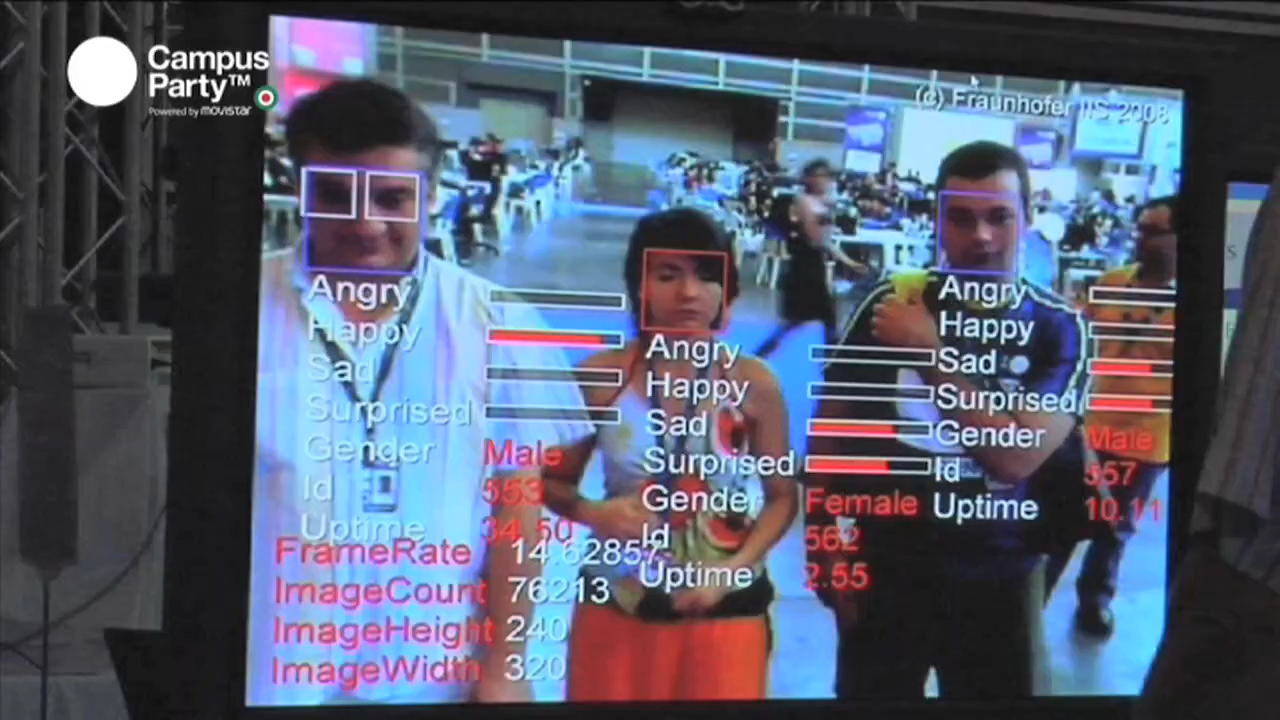 Campus
Party™
Powered by movistar
(c) Fraunhofer IIS 2008
Angry
Happy
Sad
Surprised
Gender Male
Id 553
Uptime 34.50
Angry
Happy
Sad
Surprised
Gender Female
Id 562
Uptime 2.55
Angry
Happy
Sad
Surprised
Gender Male
Id 557
Uptime 10.11
FrameRate 14.62857
ImageCount 76213
ImageHeight 240
ImageWidth 320